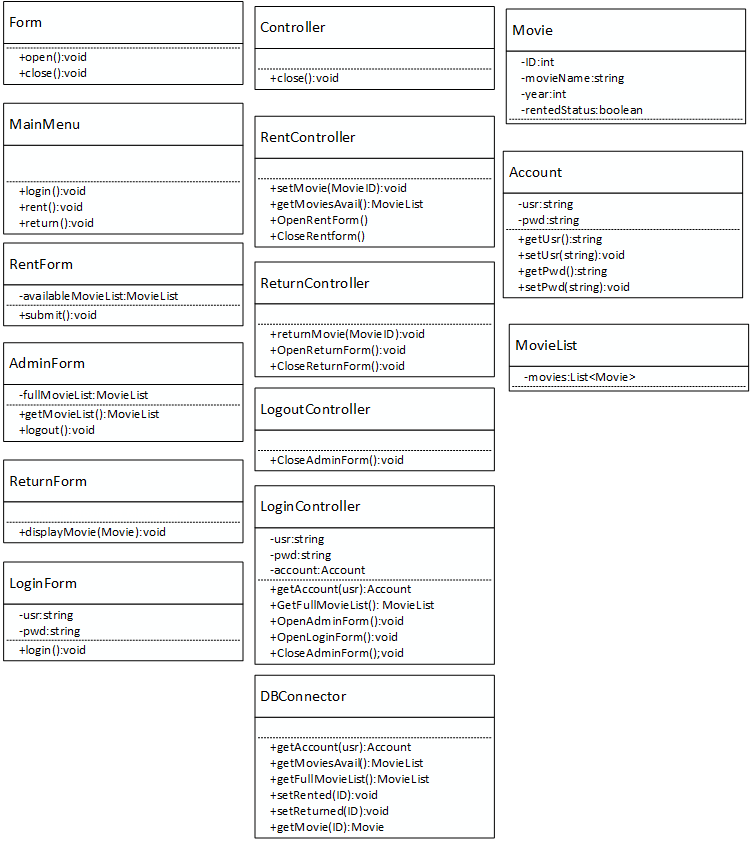 Form
+open():void
+close():void
MainMenu
+login():void
+rent():void
+return():void
RentForm
-availableMovieList:MovieList
+submit():void
AdminForm
-fullMovieList:MovieList
+getMovieList():MovieList
+logout():void
ReturnForm
+displayMovie(Movie):void
LoginForm
-usr:string
-pwd:string
+login():void
Controller
+close():void
RentController
+setMovie(MovieID):void
+getMoviesAvail():MovieList
+OpenRentForm()
+CloseRentform()
ReturnController
+returnMovie(MovieID):void
+OpenReturnForm():void
+CloseReturnForm():void
LogoutController
+CloseAdminForm():void
LoginController
-usr:string
-pwd:string
-account:Account
+getAccount(usr):Account
+GetFullMovieList(): MovieList
+OpenAdminForm():void
+OpenLoginForm():void
+CloseAdminForm();void
DBConnector
+getAccount(usr):Account
+getMoviesAvail():MovieList
+getFullMovieList():MovieList
+setRented(ID):void
+setReturned(ID):void
+getMovie(ID):Movie
Movie
-ID:int
-movieName:string
-year:int
-rentedStatus:boolean
Account
-usr:string
-pwd:string
+getUsr():string
+setUsr(string):void
+getPwd():string
+setPwd(string):void
MovieList
-movies:List<Movie>